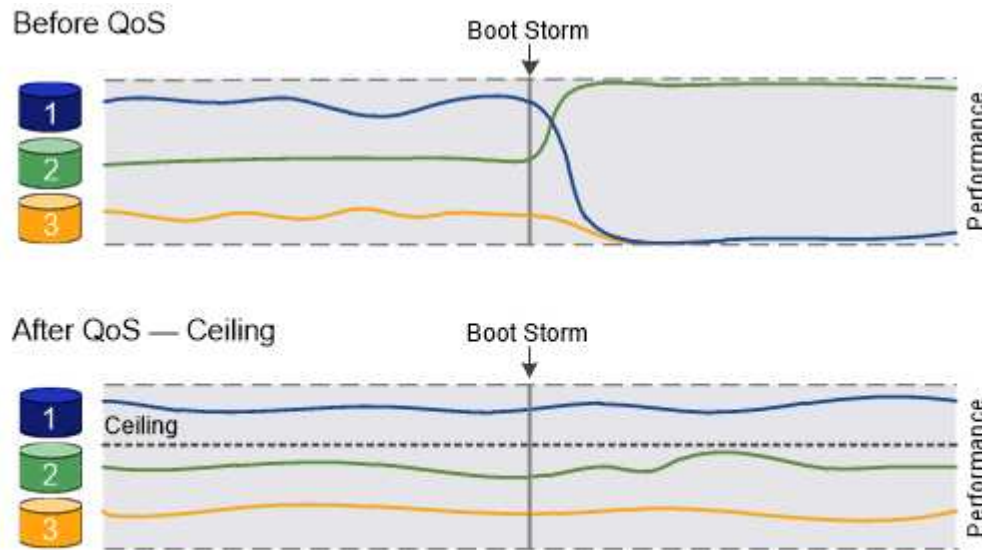 Before QoS
Boot Storm
1
2
3
Performance
After QoS — Ceiling
Boot Storm
1
Ceiling
2
3
Performance